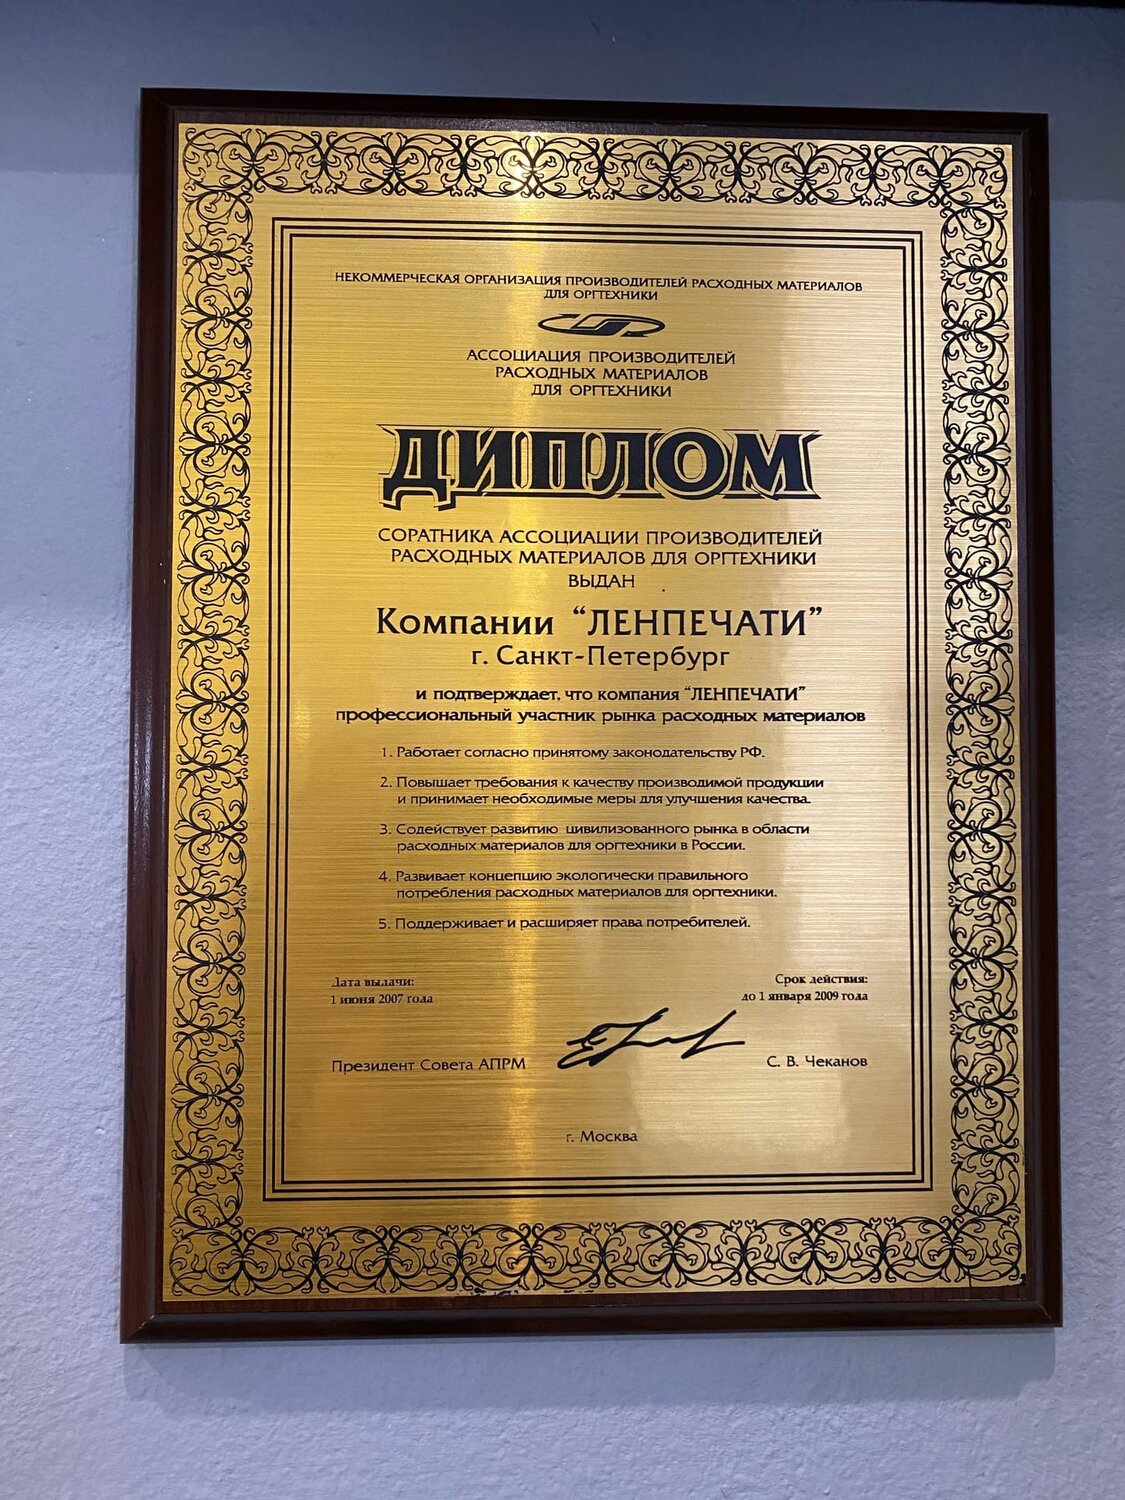 НЕКОММЕРЧЕСКАЯ ОРГАНИЗАЦИЯ ПРОИЗВОДИТЕЛЕЙ РАСХОДНЫХ МАТЕРИАЛОВ
ДЛЯ ОРГТЕХНИКИ
АССОЦИАЦИЯ ПРОИЗВОДИТЕЛЕЙ
РАСХОДНЫХ МАТЕРИАЛОВ
ДЛЯ ОРГТЕХНИКИ
ДИПЛОМ
СОРАТНИКА АССОЦИАЦИИ ПРОИЗВОДИТЕЛЕЙ
РАСХОДНЫХ МАТЕРИАЛОВ ДЛЯ ОРГТЕХНИКИ
ВЫДАН
Компании “ЛЕНПЕЧАТИ”
г. Санкт-Петербург
и подтверждает, что компания “ЛЕНПЕЧАТИ”
профессиональный участник рынка расходных материалов
1. Работает согласно принятому законодательству РФ.
2. Повышает требования к качеству производимой продукции
и принимает необходимые меры для улучшения качества.
3. Содействует развитию цивилизованного рынка в области
расходных материалов для оргтехники в России.
4. Развивает концепцию экологически правильного
потребления расходных материалов для оргтехники.
5. Поддерживает и расширяет права потребителей.
Дата выдачи: Срок действия:
1 июня 2007 года до 1 января 2009 года
Президент Совета АПРМ С. В. Чеканов
г. Москва